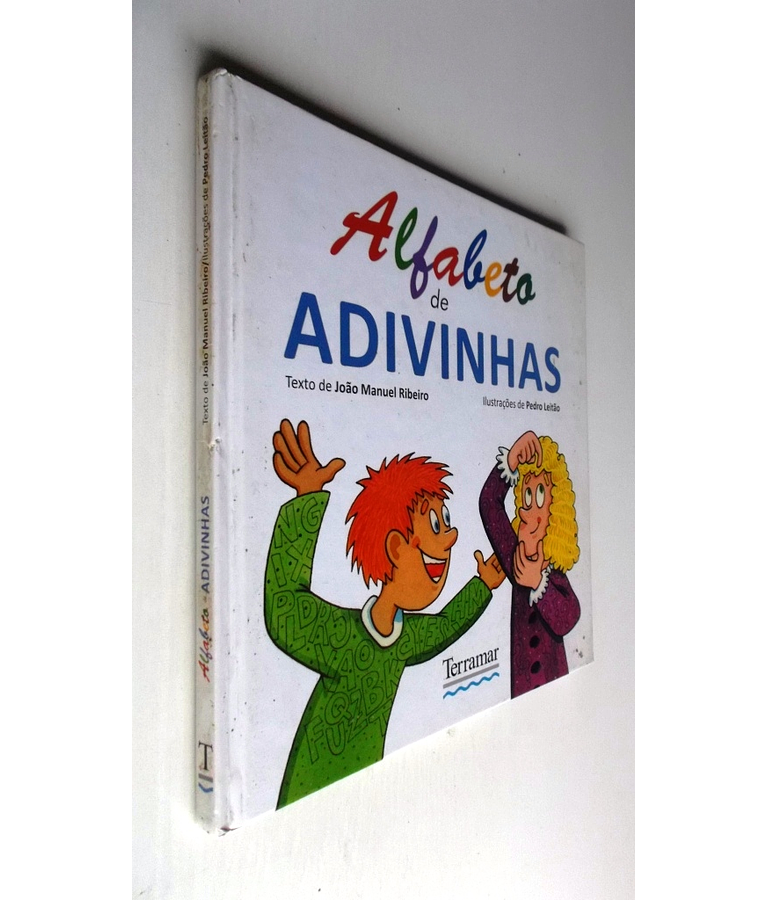 Alfabeto
de
ADIVINHAS
Texto de João Manuel Ribeiro
Ilustrações de Pedro Leitão
Terramar
Texto de João Manuel Ribeiro/Ilustrações de Pedro Leitão
Alfabeto de ADIVINHAS
T